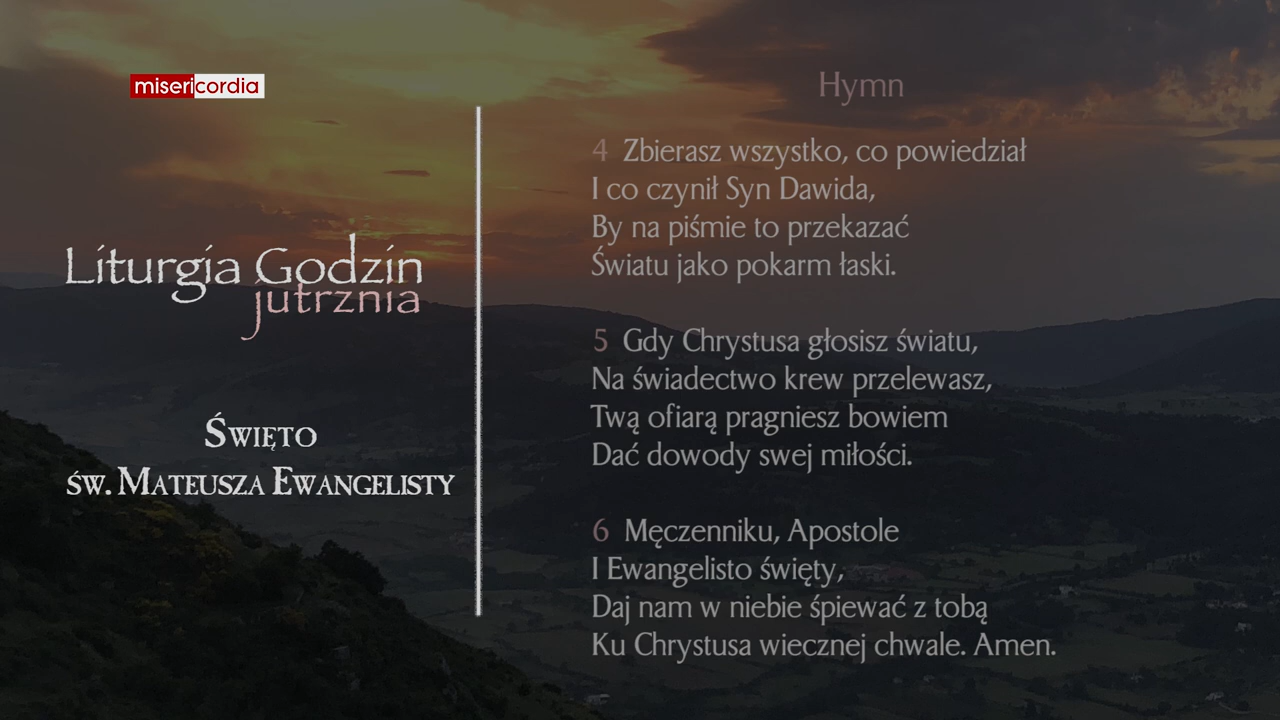 misericordia
Liturgia Godzin
jutrznia
Święto
św. Mateusza Ewangelisty
Hymn
4 Zbierasz wszystko, co powiedział
I co czynił Syn Dawida,
By na piśmie to przekazać
Światu jako pokarm łaski.
5 Gdy Chrystusa głosisz światu,
Na świadectwo krew przelewasz,
Twą ofiarą pragniesz bowiem
Dać dowody swej miłości.
6 Męczenniku, Apostole
I Ewangelisto święty,
Daj nam w niebie śpiewać z tobą
Ku Chrystusa wiecznej chwale. Amen.